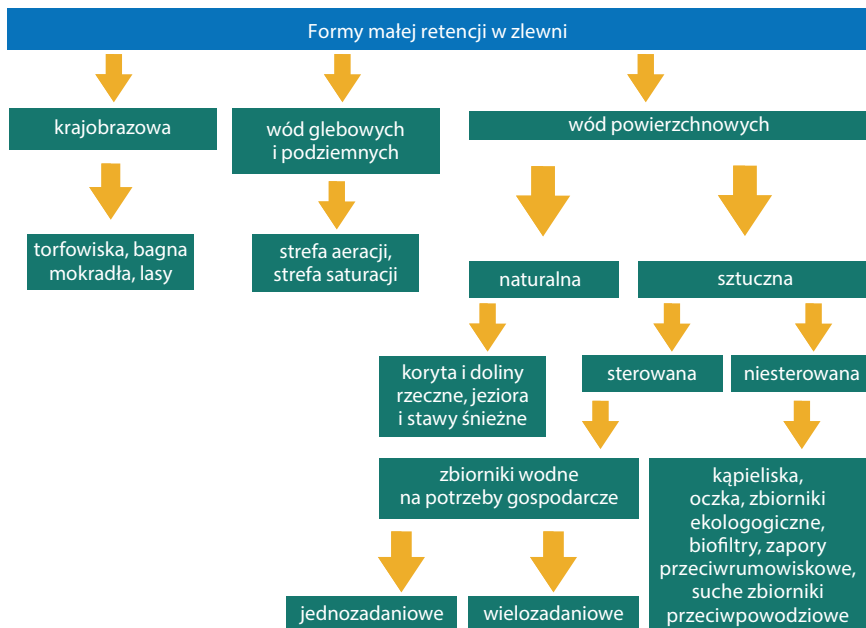 Formy małej retencji w zlewni
krajobrazowa
wód glebowych
i podziemnych
wód powierzchnowych
torfowiska, bagna
mokradła, lasy
strefa aeracji,
strefa saturacji
naturalna
sztuczna
koryta i doliny
rzeczne, jeziora
i stawy śnieżne
sterowana
niesterowana
zbiorniki wodne
na potrzeby gospodarcze
kąpieliska,
oczka, zbiorniki
ekologogiczne,
biofiltry, zapory
przeciwrumowiskowe,
suche zbiorniki
przeciwpowodziowe
jednozadaniowe
wielozadaniowe